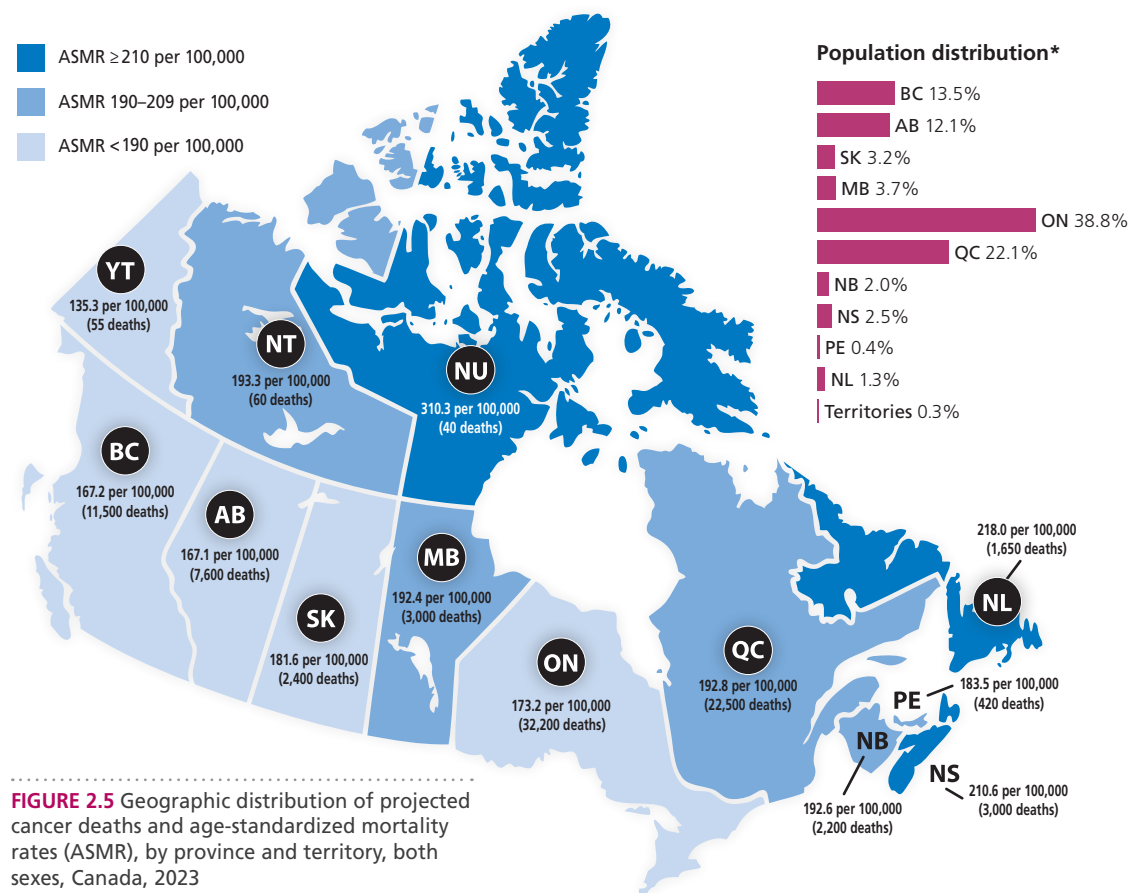 ASMR ≥210 per 100,000
ASMR 190–209 per 100,000
ASMR <190 per 100,000
Population distribution*
BC 13.5%
AB 12.1%
SK 3.2%
MB 3.7%
ON 38.8%
QC 22.1%
NB 2.0%
NS 2.5%
PE 0.4%
NL 1.3%
Territories 0.3%
YT
135.3 per 100,000
(55 deaths)
NT
193.3 per 100,000
(60 deaths)
NU
310.3 per 100,000
(40 deaths)
BC
167.2 per 100,000
(11,500 deaths)
AB
167.1 per 100,000
(7,600 deaths)
SK
181.6 per 100,000
(2,400 deaths)
MB
192.4 per 100,000
(3,000 deaths)
ON
173.2 per 100,000
(32,200 deaths)
QC
192.8 per 100,000
(22,500 deaths)
218.0 per 100,000
(1,650 deaths)
NL
PE
183.5 per 100,000
(420 deaths)
NB
192.6 per 100,000
(2,200 deaths)
NS
210.6 per 100,000
(3,000 deaths)
FIGURE 2.5 Geographic distribution of projected
cancer deaths and age-standardized mortality
rates (ASMR), by province and territory, both
sexes, Canada, 2023